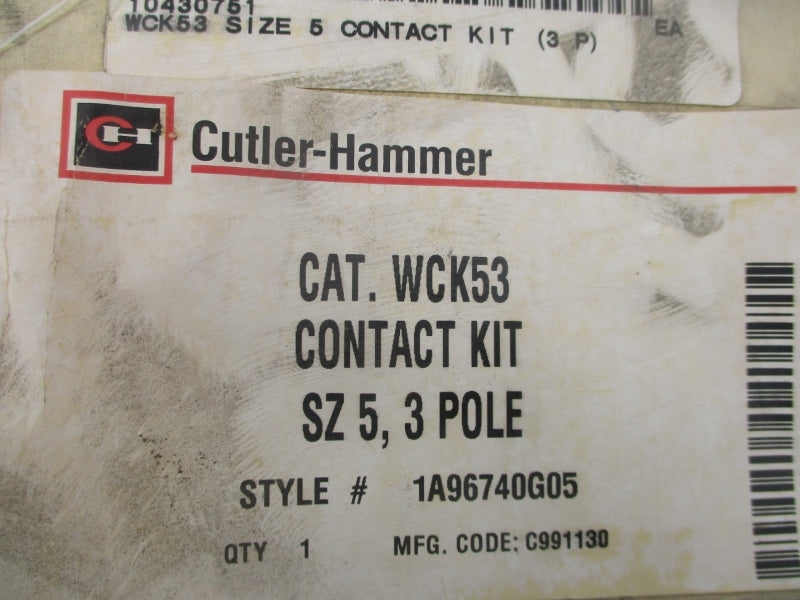 10430751
WCK53 SIZE 5 CONTACT KIT (3 P) EA
CH Cutler-Hammer
CAT. WCK53
CONTACT KIT
SZ 5, 3 POLE
STYLE # 1A96740G05
QTY 1 MFG. CODE: C991130